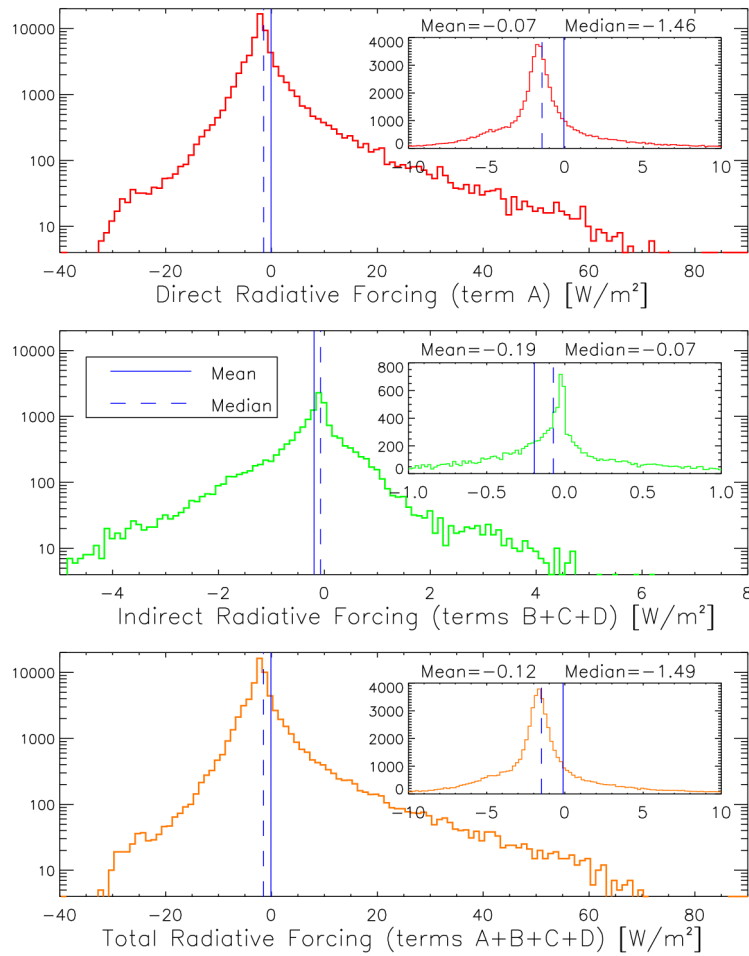 Mean=−0.07 Median=−1.46
10000
1000
100
10
4000
3000
2000
1000
0
−10 −5 0 5 10
−40 −20 0 20 40 60 80
Direct Radiative Forcing (term A) [W/m²]
Mean=−0.19 Median=−0.07
10000
1000
100
10
Mean
Median
800
600
400
200
0
−1.0 −0.5 0.0 0.5 1.0
−4 −2 0 2 4 6 8
Indirect Radiative Forcing (terms B+C+D) [W/m²]
Mean=−0.12 Median=−1.49
10000
1000
100
10
4000
3000
2000
1000
0
−10 −5 0 5 10
−40 −20 0 20 40 60 80
Total Radiative Forcing (terms A+B+C+D) [W/m²]